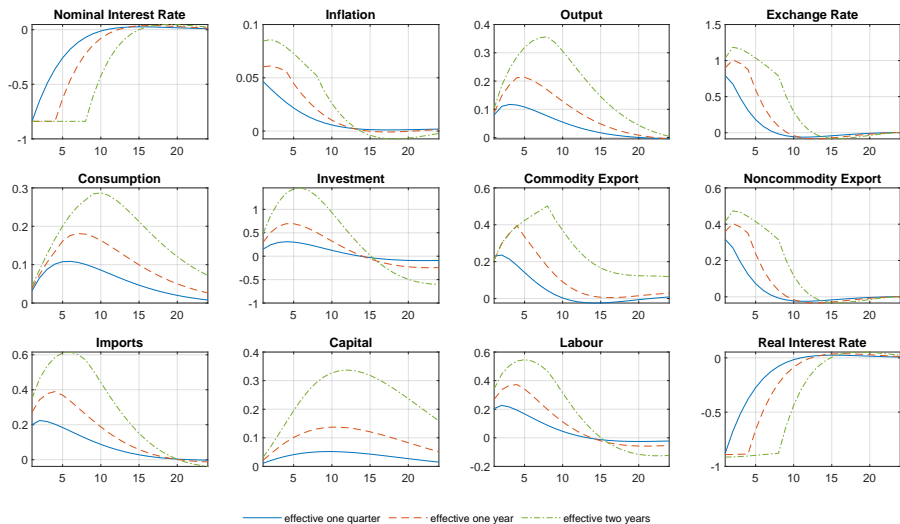 Nominal Interest Rate
0
-0.5
-1
5 10 15 20
Inflation
0.1
0.05
0
5 10 15 20
Output
0.4
0.3
0.2
0.1
0
5 10 15 20
Exchange Rate
1.5
1.0
0.5
0
5 10 15 20
Consumption
0.3
0.2
0.1
0
5 10 15 20
Investment
1
0.5
0
-0.5
-1
5 10 15 20
Commodity Export
0.6
0.4
0.2
0
5 10 15 20
Noncommodity Export
0.6
0.4
0.2
0
5 10 15 20
Imports
0.6
0.4
0.2
0
5 10 15 20
Capital
0.4
0.3
0.2
0.1
0
5 10 15 20
Labour
0.6
0.4
0.2
0
-0.2
5 10 15 20
Real Interest Rate
0
-0.5
-1
5 10 15 20
effective one quarter effective one year effective two years